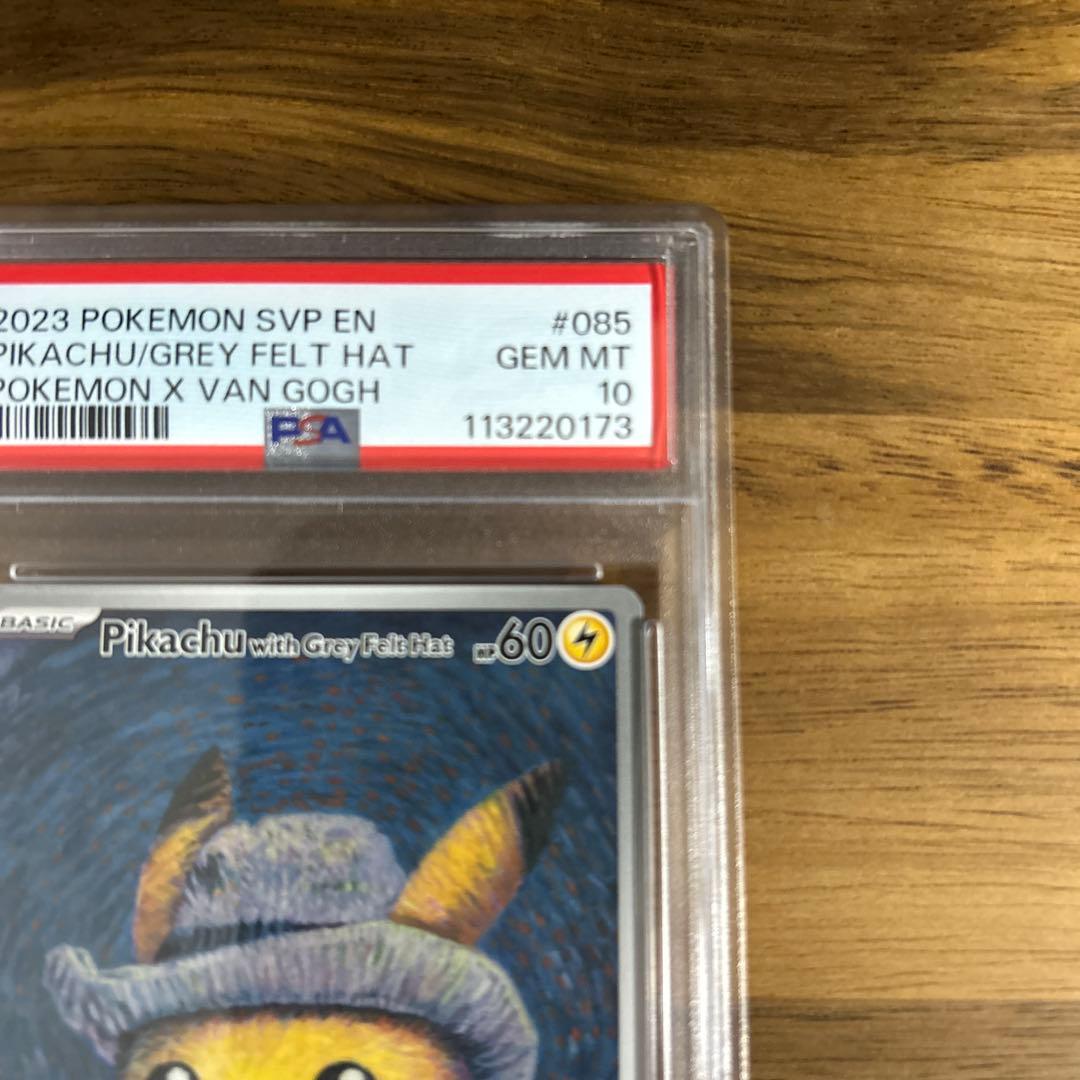 2023 POKEMON SVP EN #085
PIKACHU/GREY FELT HAT GEM MT
POKEMON X VAN GOGH 10
PSA 113220173
BASIC Pikachu with Grey Felt Hat HP 60